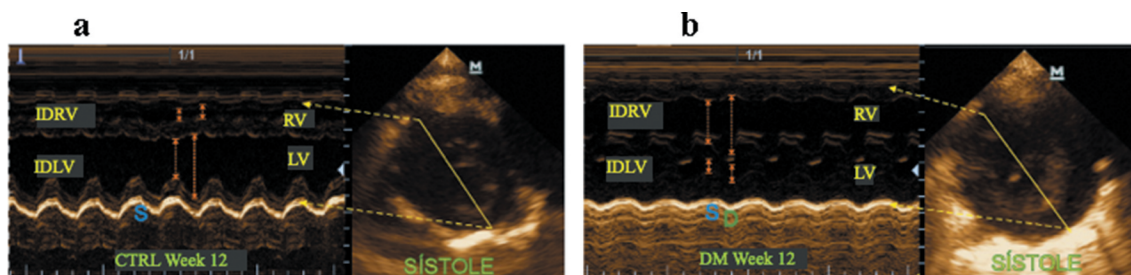 a
b
1/1
M
IDRV
RV
IDLV
LV
S
CTRL Week 12
SÍSTOLE
1/1
M
IDRV
RV
IDLV
LV
S D
DM Week 12
SÍSTOLE